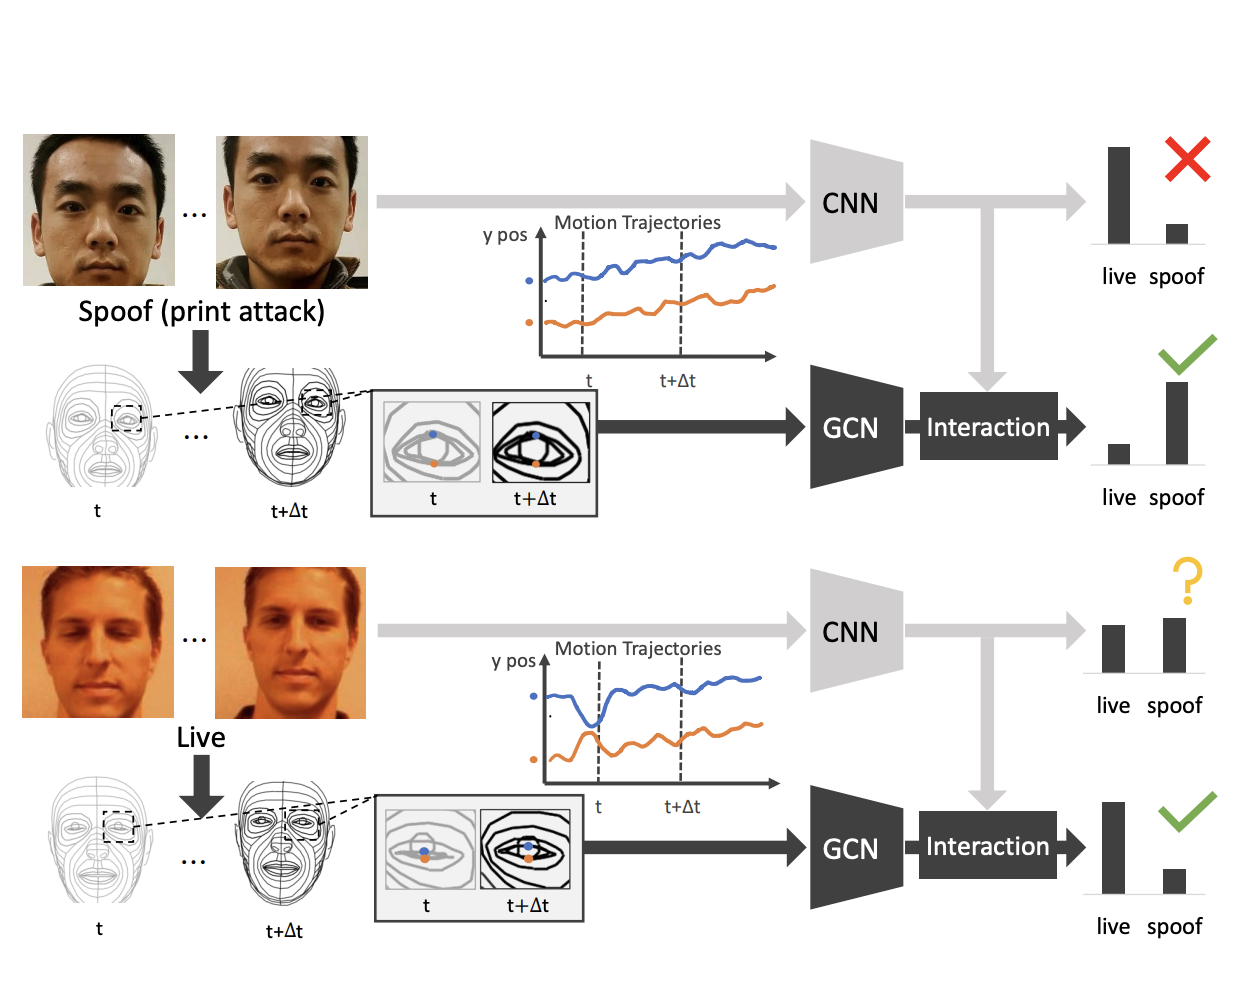 CNN
Motion Trajectories
y pos
t
t+Δt
live spoof
Spoof (print attack)
...
...
t
t+Δt
t
t+Δt
GCN
Interaction
live spoof
?
...
CNN
Motion Trajectories
y pos
t
t+Δt
live spoof
Live
...
t
t+Δt
t
t+Δt
GCN
Interaction
live spoof